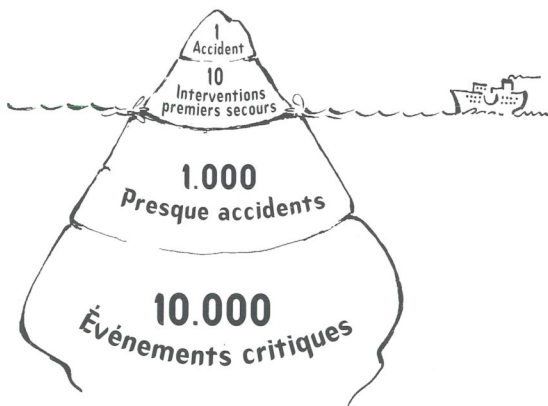 1
Accident
10
Interventions
premiers secours
1.000
Presque accidents
10.000
Événements critiques